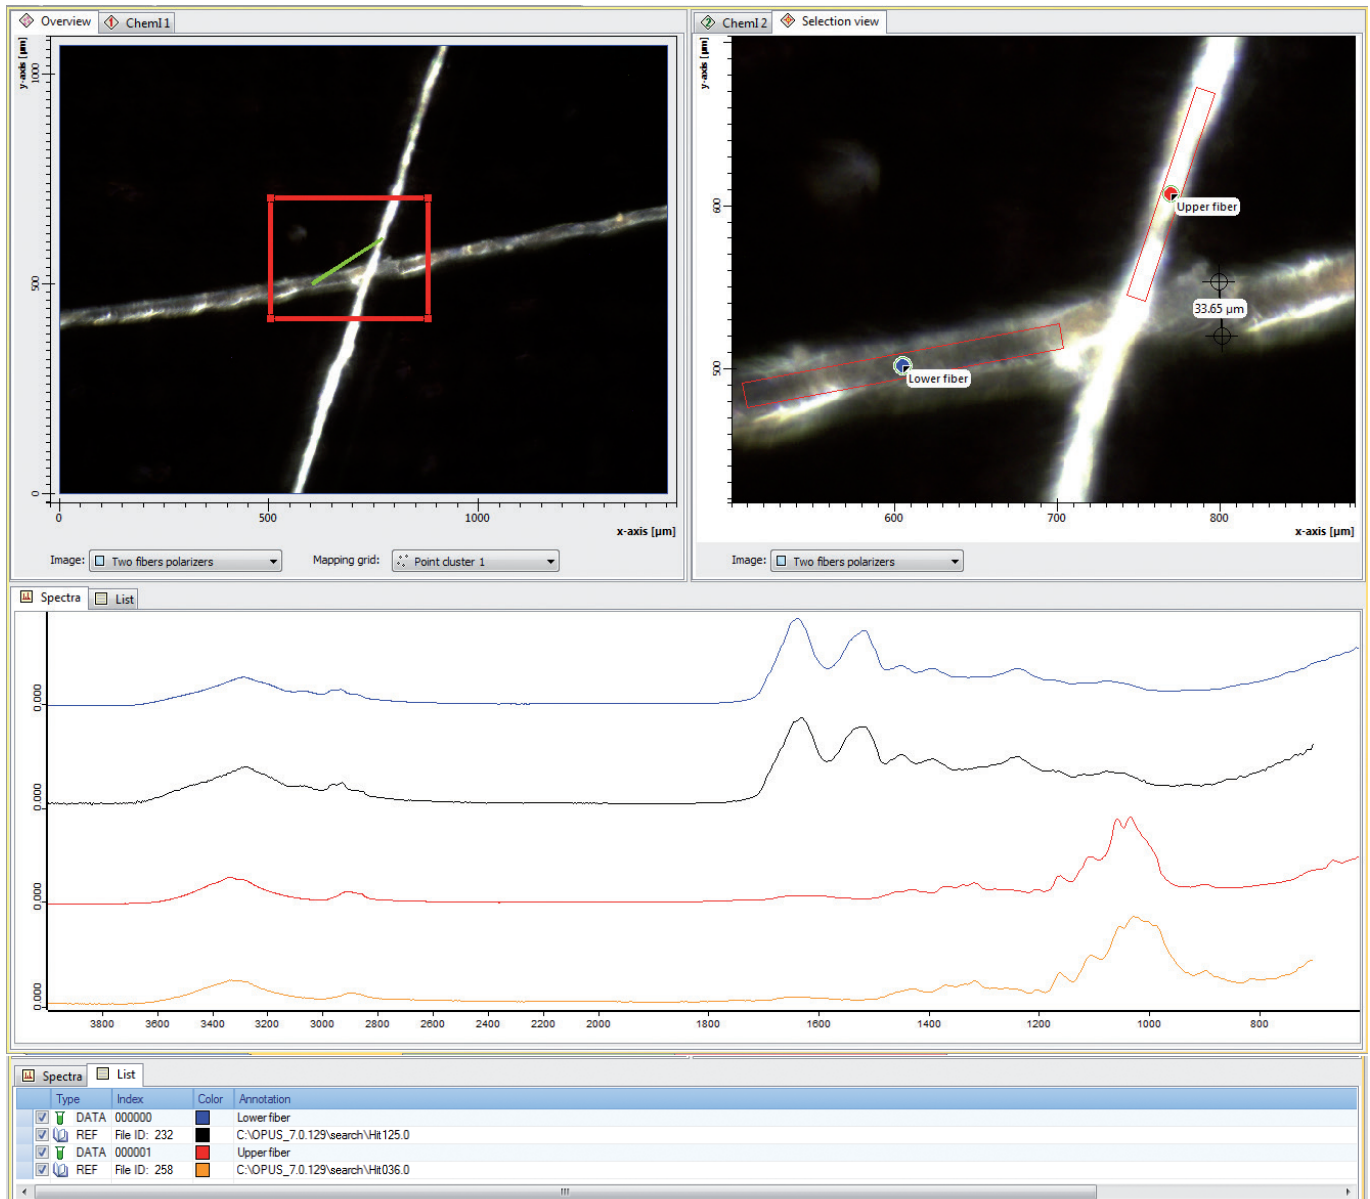 Overview ChemI 1
y-axis [µm]
1000
500
0
0 500 1000
x-axis [µm]
Image: Two fibers polarizers Mapping grid: Point cluster 1
ChemI 2 Selection view
y-axis [µm]
600
500
Upper fiber
33.65 µm
Lower fiber
600 700 800
x-axis [µm]
Image: Two fibers polarizers
Spectra List
0.000
0.000
0.000
0.000
3800 3600 3400 3200 3000 2800 2600 2400 2200 2000 1800 1600 1400 1200 1000 800
Spectra List
Type Index Color Annotation
DATA 000000 Lower fiber
REF File ID: 232 C:\OPUS_7.0.129\search\Hit125.0
DATA 000001 Upper fiber
REF File ID: 258 C:\OPUS_7.0.129\search\Hit036.0